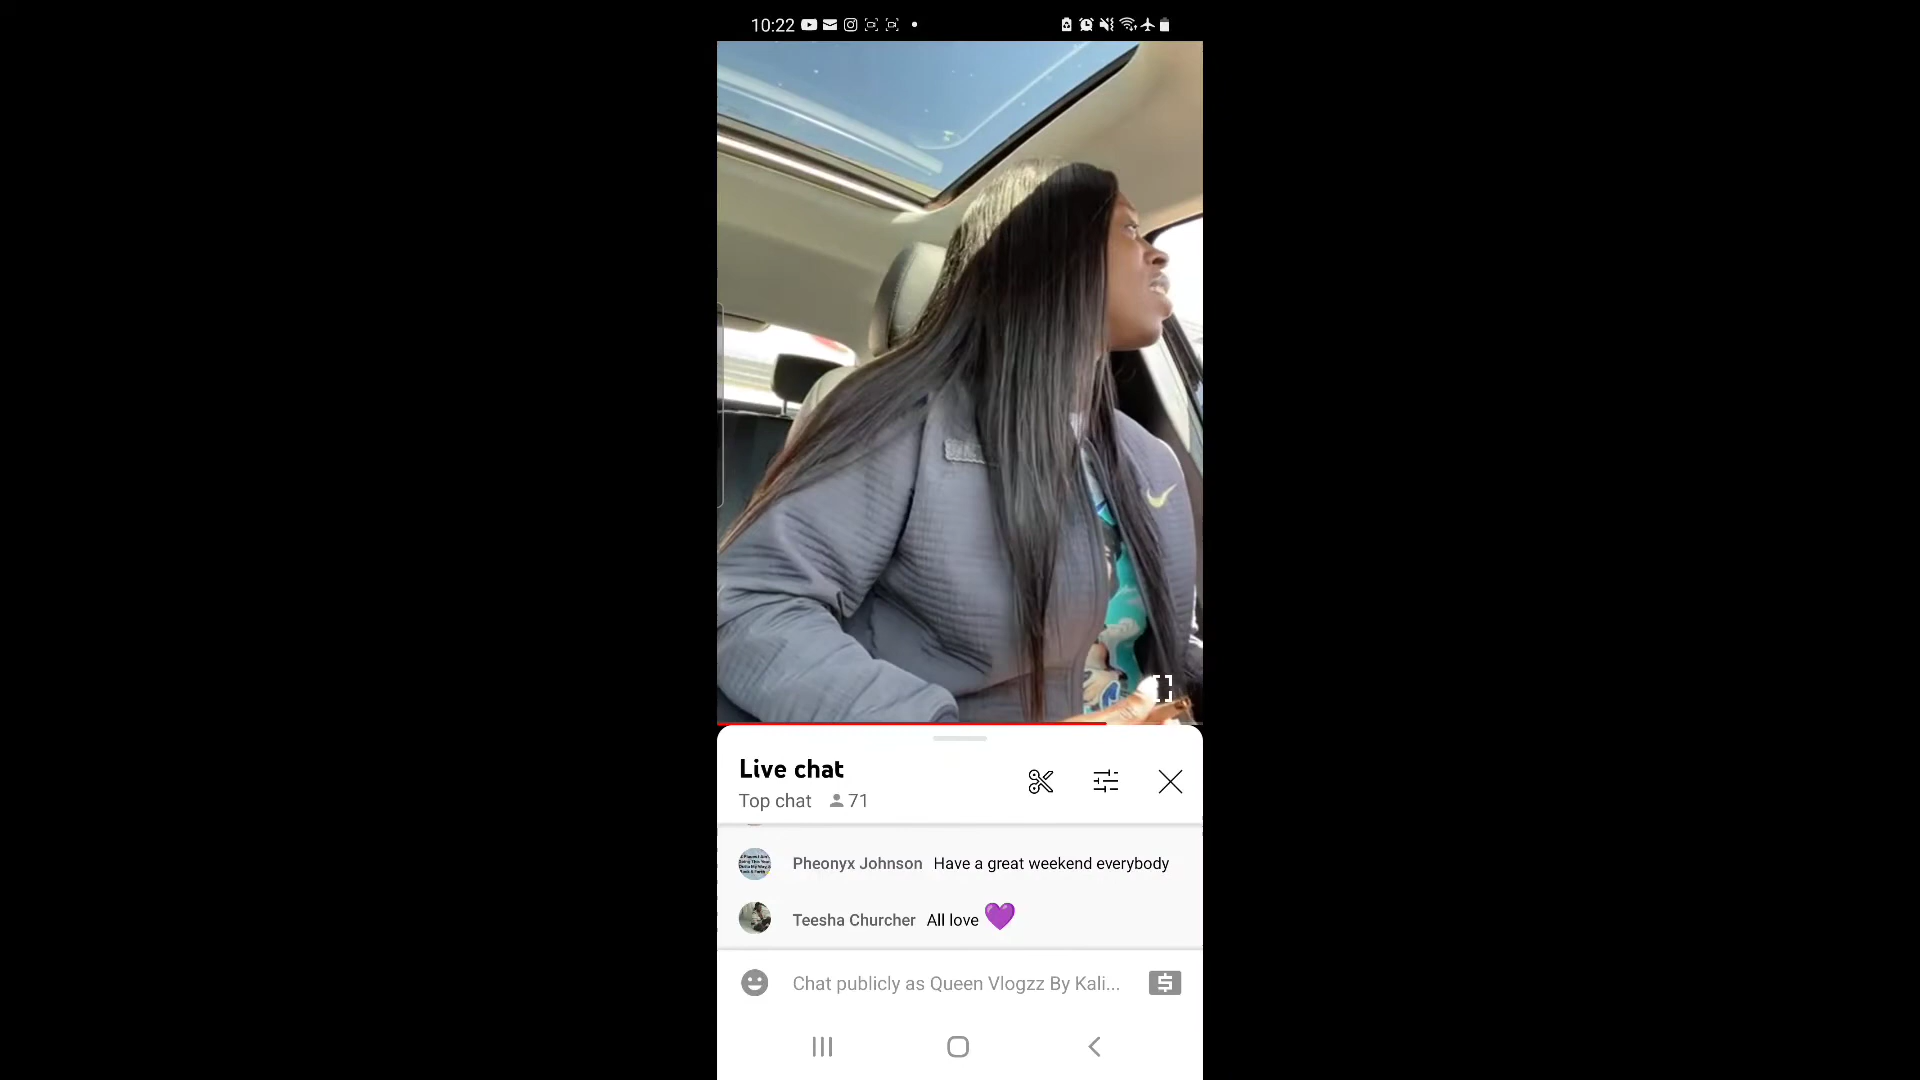 10:22
Live chat
Top chat 71
Pheonyx Johnson Have a great weekend everybody
Teesha Churcher All love 💜
Chat publicly as Queen Vlogzz By Kali...